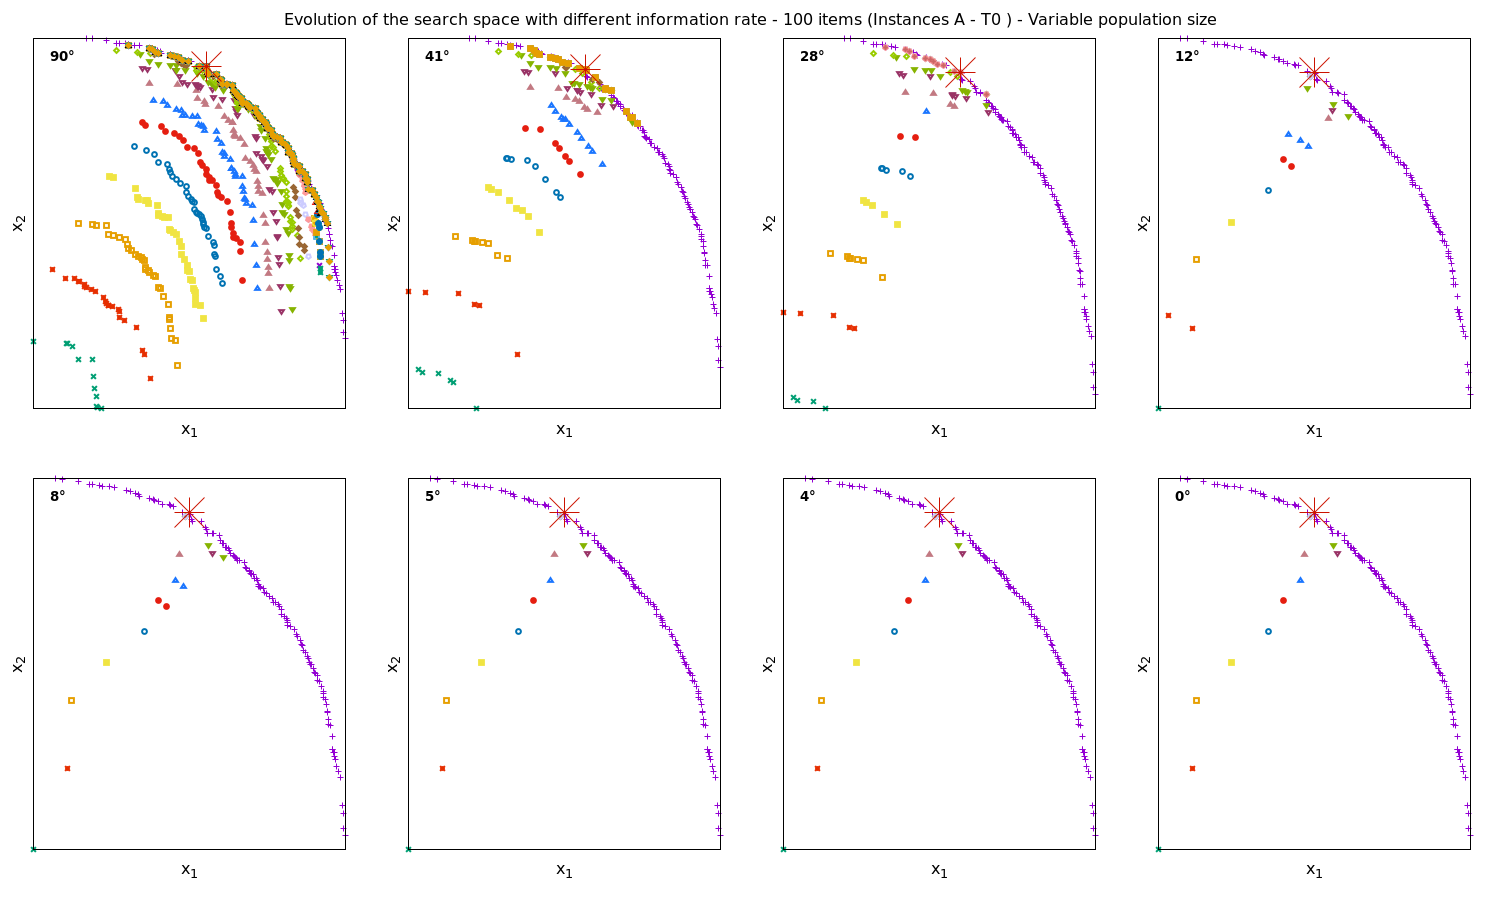 Evolution of the search space with different information rate - 100 items (Instances A - T0 ) - Variable population size
90°
41°
28°
12°
x2
x2
x2
x2
x1
x1
x1
x1
8°
5°
4°
0°
x2
x2
x2
x2
x1
x1
x1
x1